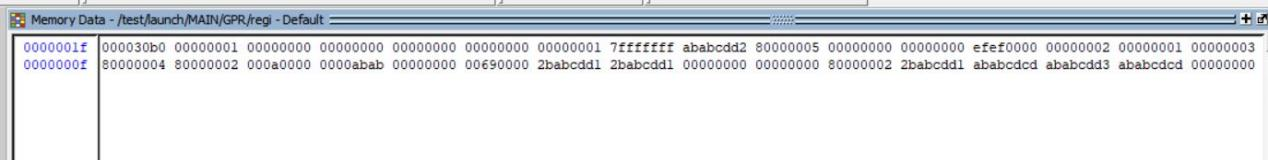 Memory Data - /test/launch/MAIN/GPR/regi - Default
0000001f 000030b0 00000001 00000000 00000000 00000000 00000000 00000001 7fffffff ababcdd2 80000005 00000000 00000000 efef0000 00000002 00000001 00000003
0000000f 80000004 80000002 000a0000 0000abab 00000000 00690000 2babcdd1 2babcdd1 00000000 00000000 80000002 2babcdd1 ababcdcd ababcdd3 ababcdcd 00000000